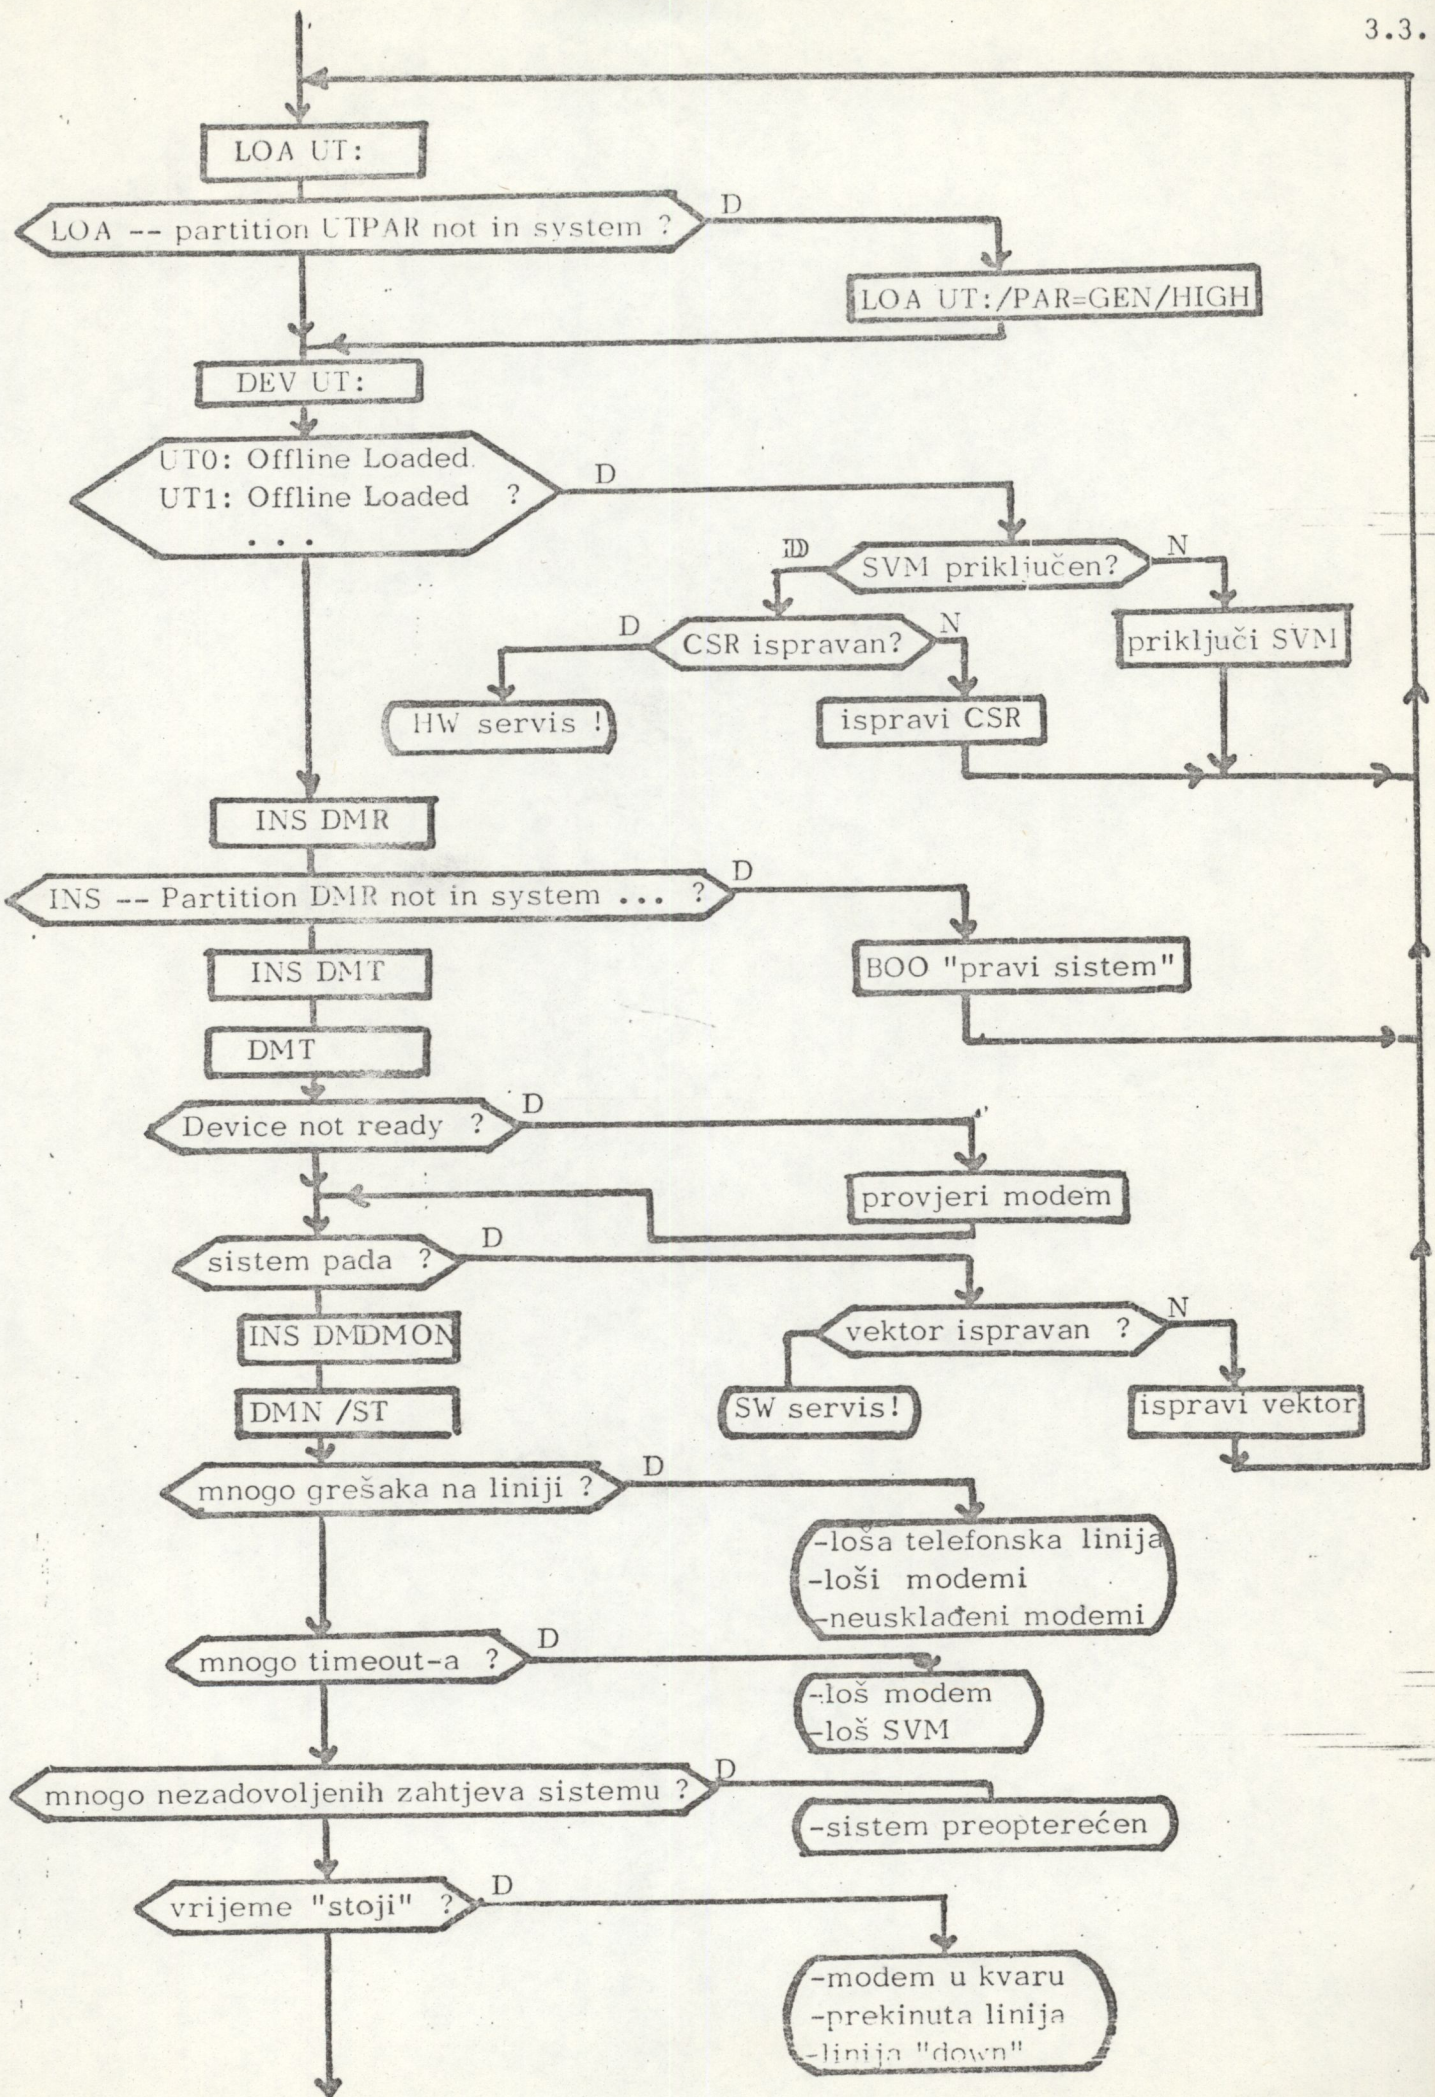 3.3.
LOA UT:
LOA -- partition UTPAR not in system ?
D
LOA UT:/PAR=GEN/HIGH
DEV UT:
UT0: Offline Loaded
UT1: Offline Loaded ?
...
D
SVM priključen?
D
N
CSR ispravan?
D
N
priključi SVM
HW servis !
ispravi CSR
INS DMR
INS -- Partition DMR not in system ... ?
D
INS DMT
BOO "pravi sistem"
DMT
Device not ready ?
D
provjeri modem
sistem pada ?
D
INS DMDMON
vektor ispravan ?
N
DMN /ST
SW servis!
ispravi vektor
mnogo grešaka na liniji ?
D
-loša telefonska linija
-loši modemi
-neusklađeni modemi
mnogo timeout-a ?
D
-loš modem
-loš SVM
mnogo nezadovoljenih zahtjeva sistemu ?
D
-sistem preopterećen
vrijeme "stoji" ?
D
-modem u kvaru
-prekinuta linija
-linija "down"